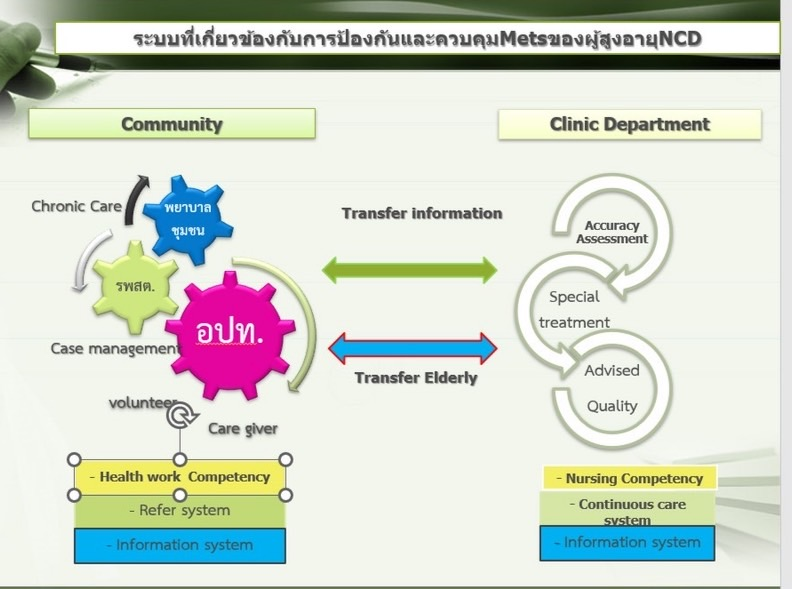 ระบบที่เกี่ยวข้องกับการป้องกันและควบคุมMetsของผู้สูงอายุNCD
Community
Clinic Department
Chronic Care
พยาบาล
ชุมชน
รพสต.
อปท.
Case management
volunteer
Care giver
Transfer information
Transfer Elderly
Accuracy
Assessment
Special
treatment
Advised
Quality
- Health work Competency
- Refer system
- Information system
- Nursing Competency
- Continuous care
system
- Information system